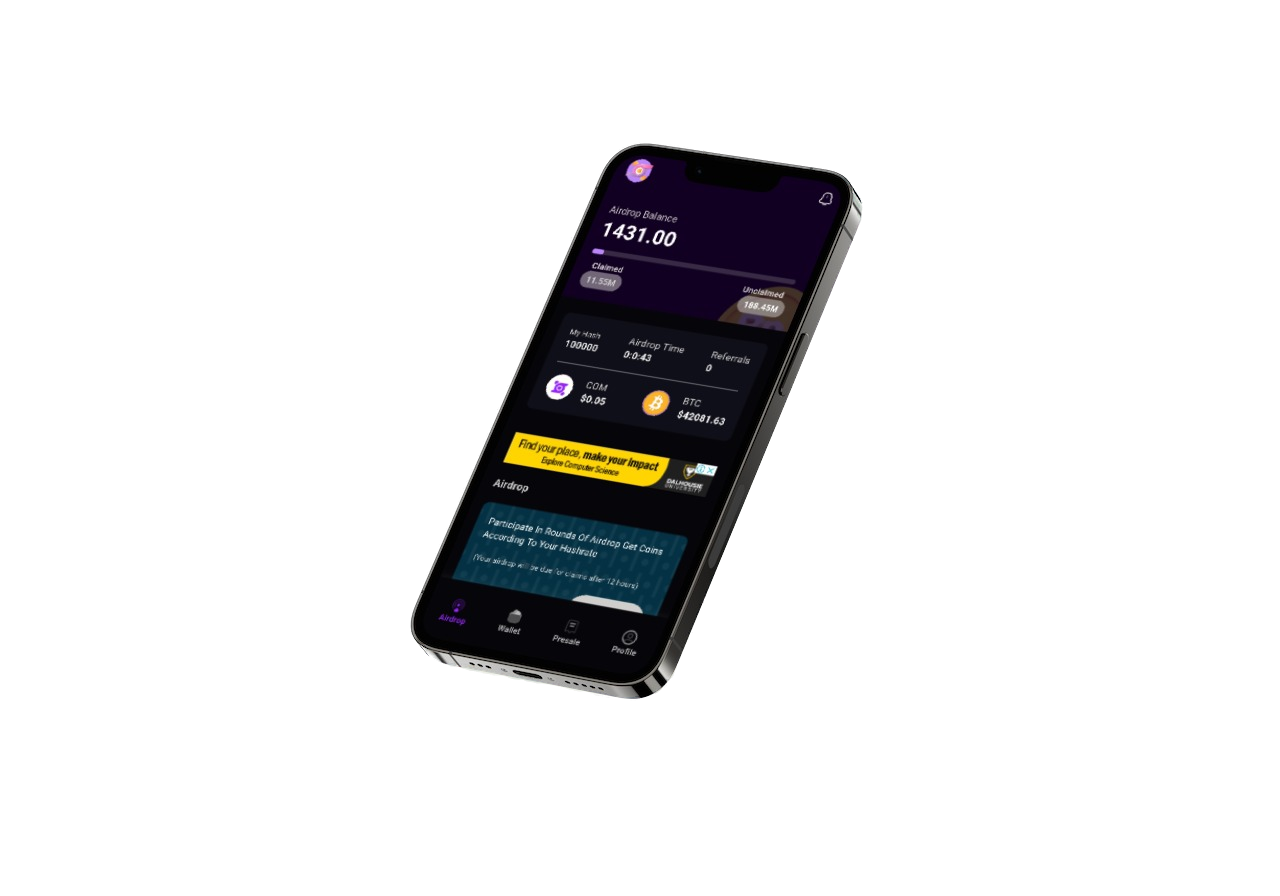 Airdrop Balance
1431.00
Claimed
11.55M
Unclaimed
188.45M
My Hash
100000
Airdrop Time
0:0:43
Referrals
0
COM
$0.05
BTC
$42081.63
Find your place, make your impact
Explore Computer Science
DALHOUSIE
UNIVERSITY
Airdrop
Participate In Rounds Of Airdrop Get Coins
According To Your Hashrate
(Your airdrop will be due for claims after 12 hours)
Airdrop
Wallet
Presale
Profile